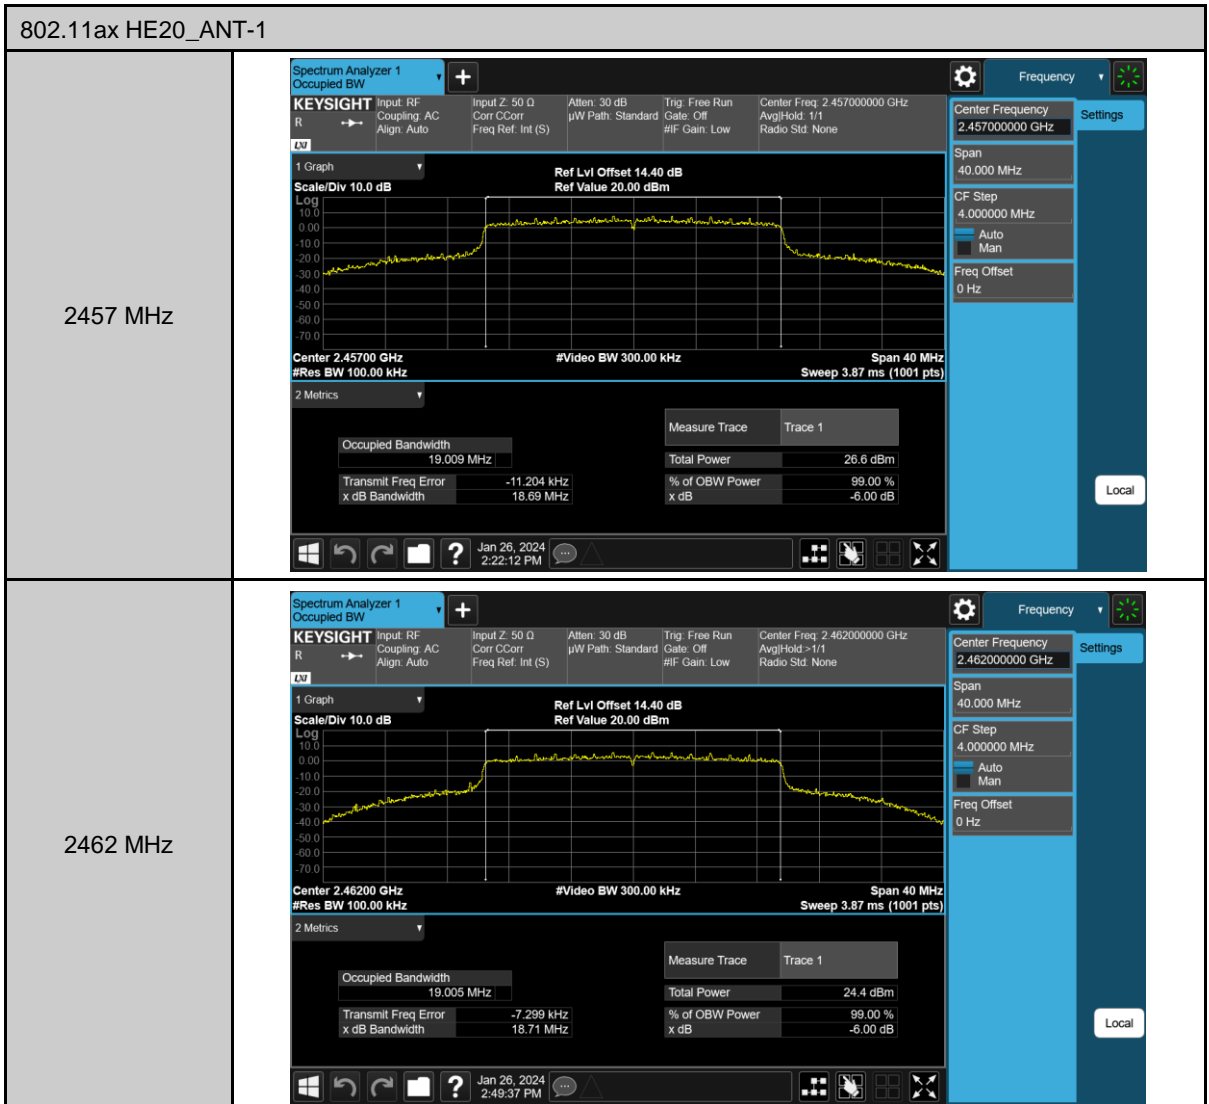 802.11ax HE20_ANT-1
2457 MHz
Spectrum Analyzer 1
Occupied BW
+
Frequency
KEYSIGHT
R
LXI
Input: RF
Coupling: AC
Align: Auto
Input Z: 50 Ω
Corr CCorr
Freq Ref: Int (S)
Atten: 30 dB
µW Path: Standard
Trig: Free Run
Gate: Off
#IF Gain: Low
Center Freq: 2.457000000 GHz
Avg|Hold: 1/1
Radio Std: None
Center Frequency
2.457000000 GHz
Settings
Span
40.000 MHz
CF Step
4.000000 MHz
Auto
Man
Freq Offset
0 Hz
Local
1 Graph
Scale/Div 10.0 dB
Ref Lvl Offset 14.40 dB
Ref Value 20.00 dBm
Log
10.0
0.00
-10.0
-20.0
-30.0
-40.0
-50.0
-60.0
-70.0
Center 2.45700 GHz
#Video BW 300.00 kHz
Span 40 MHz
#Res BW 100.00 kHz
Sweep 3.87 ms (1001 pts)
2 Metrics
Measure Trace Trace 1
Occupied Bandwidth
19.009 MHz
Total Power 26.6 dBm
Transmit Freq Error -11.204 kHz
% of OBW Power 99.00 %
x dB Bandwidth 18.69 MHz
x dB -6.00 dB
?
Jan 26, 2024
2:22:12 PM
2462 MHz
Spectrum Analyzer 1
Occupied BW
+
Frequency
KEYSIGHT
R
LXI
Input: RF
Coupling: AC
Align: Auto
Input Z: 50 Ω
Corr CCorr
Freq Ref: Int (S)
Atten: 30 dB
µW Path: Standard
Trig: Free Run
Gate: Off
#IF Gain: Low
Center Freq: 2.462000000 GHz
Avg|Hold:>1/1
Radio Std: None
Center Frequency
2.462000000 GHz
Settings
Span
40.000 MHz
CF Step
4.000000 MHz
Auto
Man
Freq Offset
0 Hz
Local
1 Graph
Scale/Div 10.0 dB
Ref Lvl Offset 14.40 dB
Ref Value 20.00 dBm
Log
10.0
0.00
-10.0
-20.0
-30.0
-40.0
-50.0
-60.0
-70.0
Center 2.46200 GHz
#Video BW 300.00 kHz
Span 40 MHz
#Res BW 100.00 kHz
Sweep 3.87 ms (1001 pts)
2 Metrics
Measure Trace Trace 1
Occupied Bandwidth
19.005 MHz
Total Power 24.4 dBm
Transmit Freq Error -7.299 kHz
% of OBW Power 99.00 %
x dB Bandwidth 18.71 MHz
x dB -6.00 dB
?
Jan 26, 2024
2:49:37 PM